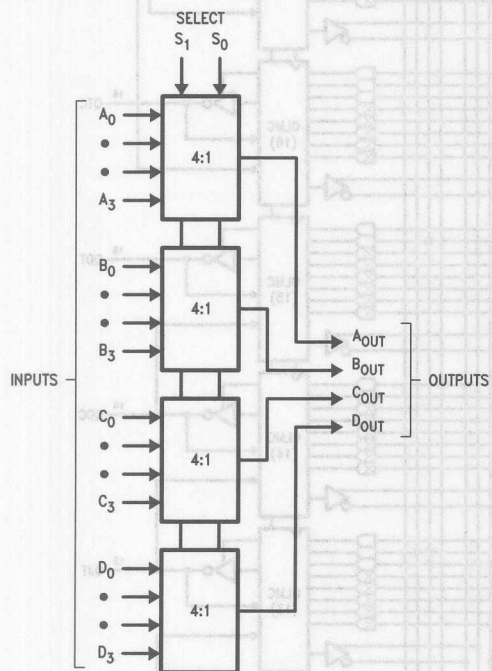 SELECT
S1 S0
A0
4:1
A3
B0
4:1
B3
INPUTS
AOUT
BOUT
COUT
DOUT
OUTPUTS
C0
4:1
C3
D0
4:1
D3